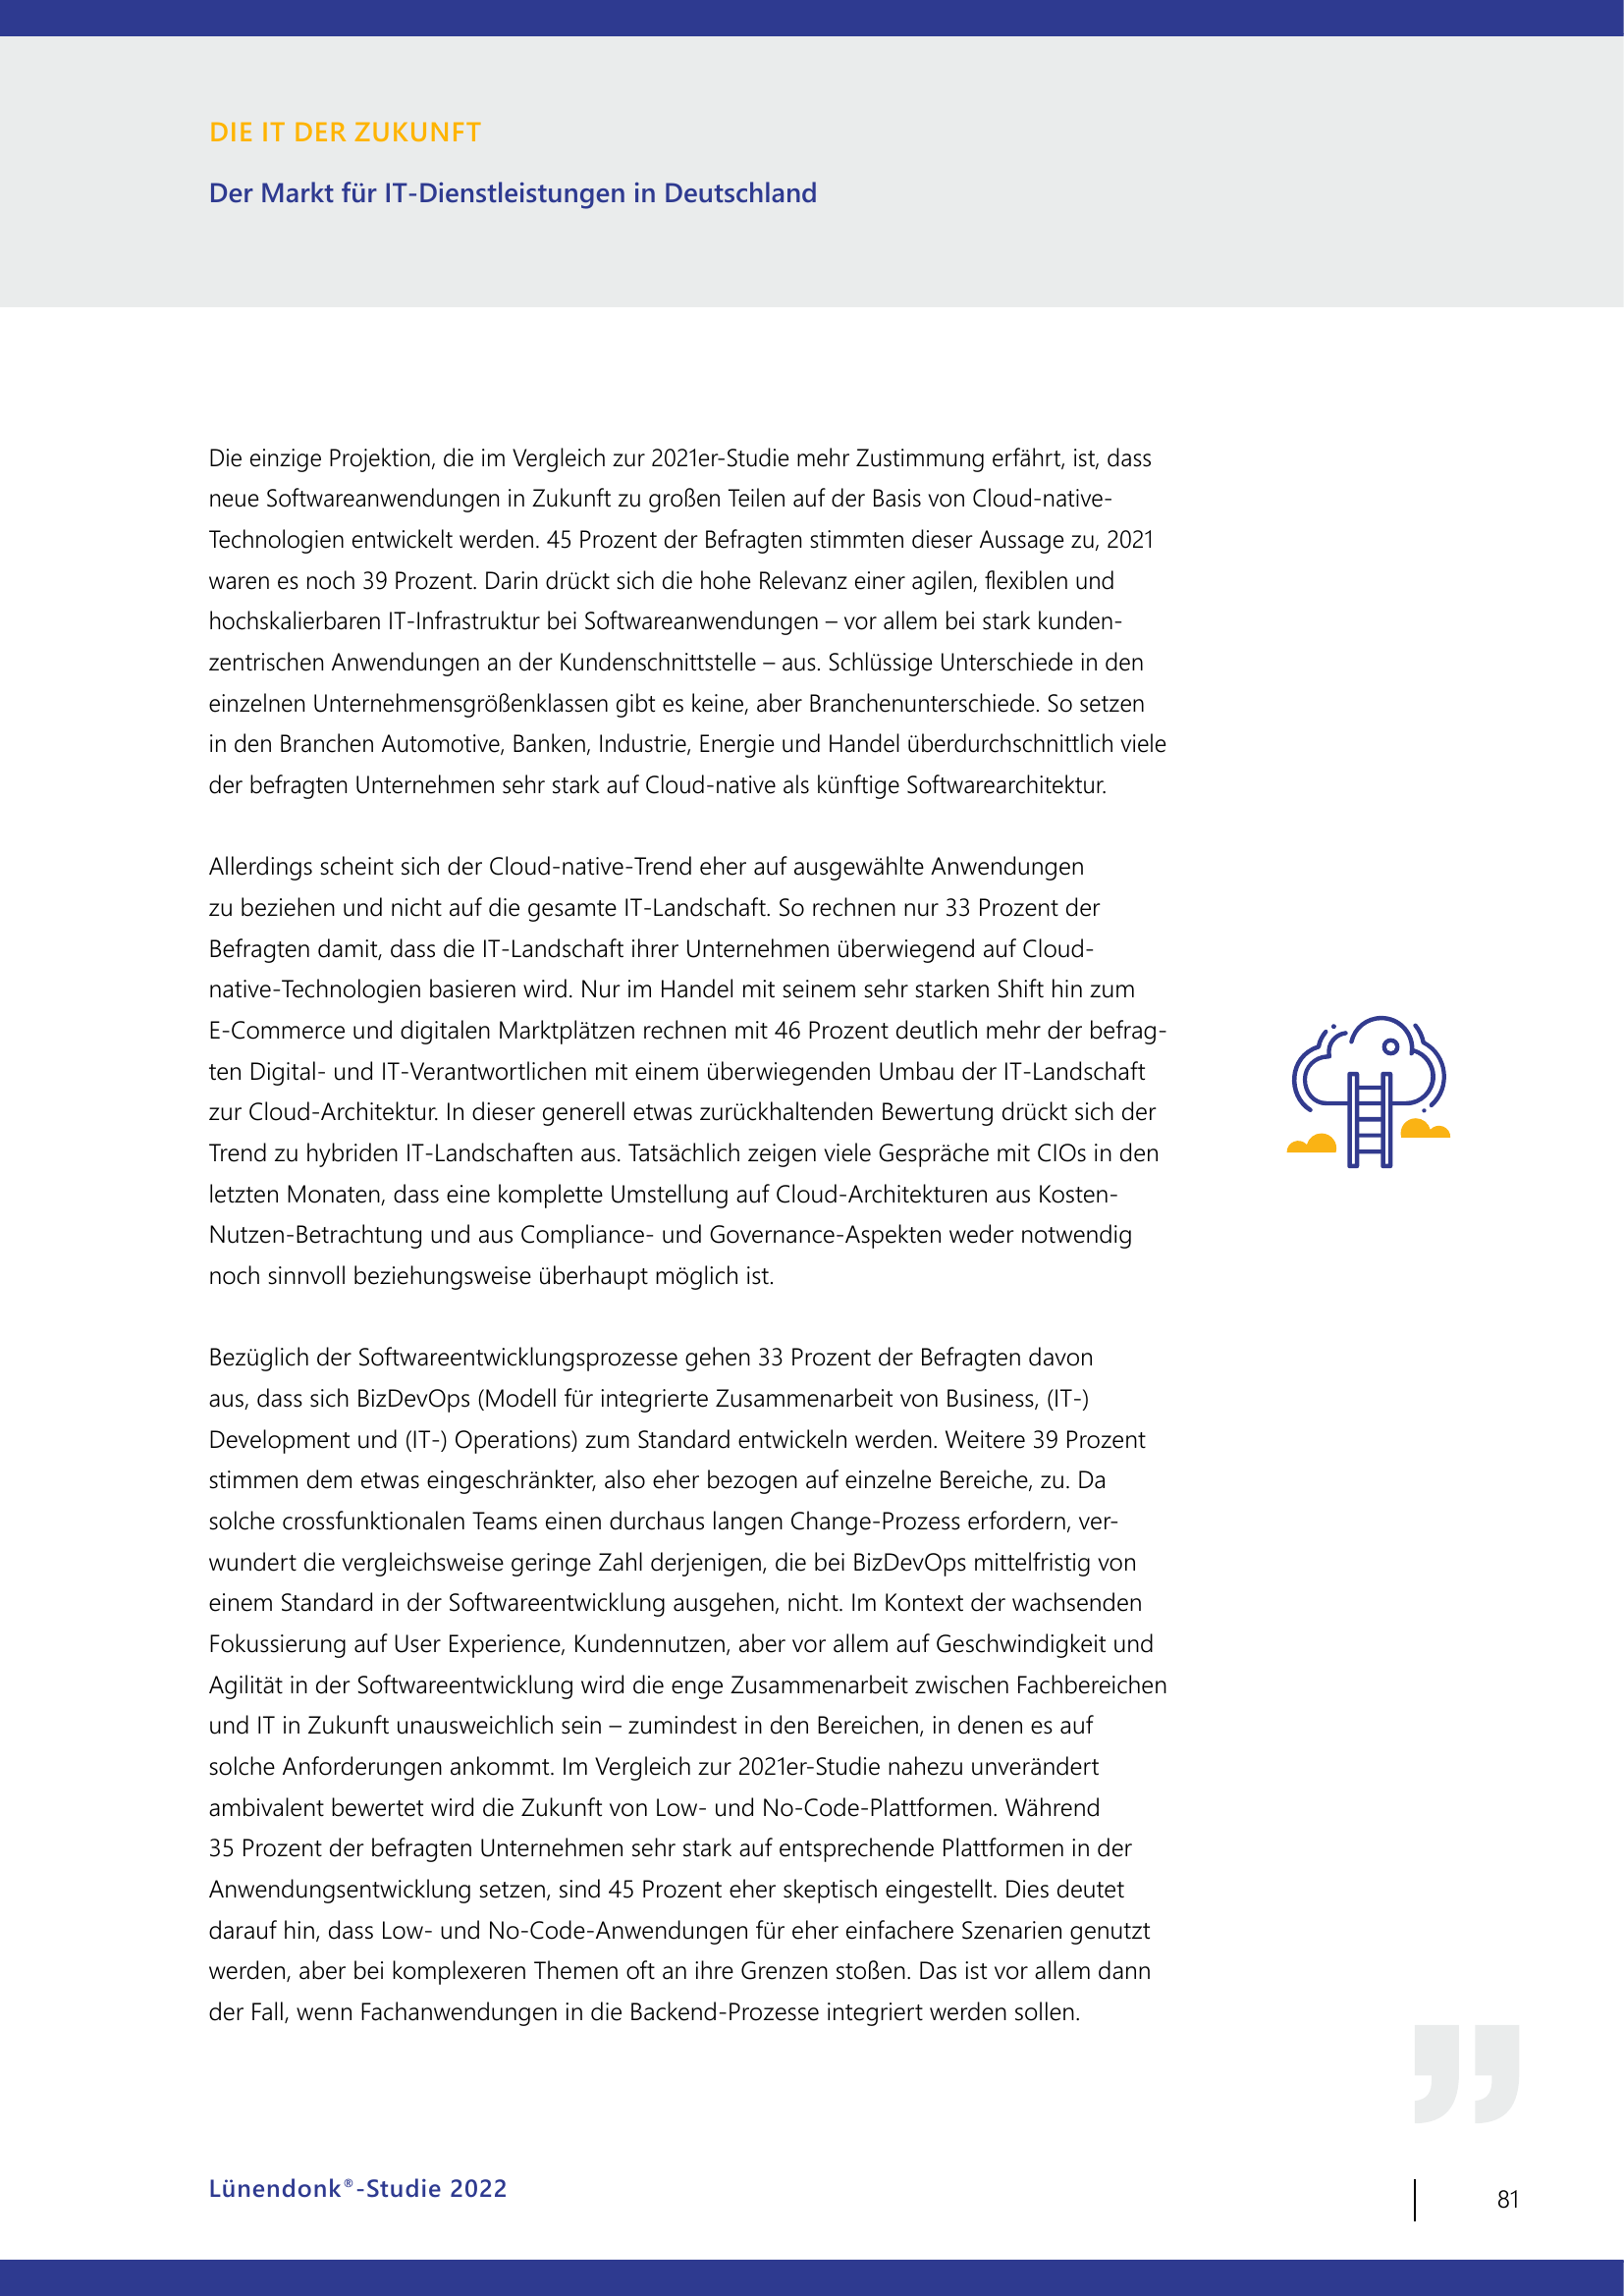 DIE IT DER ZUKUNFT
Der Markt für IT-Dienstleistungen in Deutschland
Die einzige Projektion, die im Vergleich zur 2021er-Studie mehr Zustimmung erfährt, ist, dass
neue Softwareanwendungen in Zukunft zu großen Teilen auf der Basis von Cloud-native-
Technologien entwickelt werden. 45 Prozent der Befragten stimmten dieser Aussage zu, 2021
waren es noch 39 Prozent. Darin drückt sich die hohe Relevanz einer agilen, flexiblen und
hochskalierbaren IT-Infrastruktur bei Softwareanwendungen – vor allem bei stark kunden-
zentrischen Anwendungen an der Kundenschnittstelle – aus. Schlüssige Unterschiede in den
einzelnen Unternehmensgrößenklassen gibt es keine, aber Branchenunterschiede. So setzen
in den Branchen Automotive, Banken, Industrie, Energie und Handel überdurchschnittlich viele
der befragten Unternehmen sehr stark auf Cloud-native als künftige Softwarearchitektur.
Allerdings scheint sich der Cloud-native-Trend eher auf ausgewählte Anwendungen
zu beziehen und nicht auf die gesamte IT-Landschaft. So rechnen nur 33 Prozent der
Befragten damit, dass die IT-Landschaft ihrer Unternehmen überwiegend auf Cloud-
native-Technologien basieren wird. Nur im Handel mit seinem sehr starken Shift hin zum
E-Commerce und digitalen Marktplätzen rechnen mit 46 Prozent deutlich mehr der befrag-
ten Digital- und IT-Verantwortlichen mit einem überwiegenden Umbau der IT-Landschaft
zur Cloud-Architektur. In dieser generell etwas zurückhaltenden Bewertung drückt sich der
Trend zu hybriden IT-Landschaften aus. Tatsächlich zeigen viele Gespräche mit CIOs in den
letzten Monaten, dass eine komplette Umstellung auf Cloud-Architekturen aus Kosten-
Nutzen-Betrachtung und aus Compliance- und Governance-Aspekten weder notwendig
noch sinnvoll beziehungsweise überhaupt möglich ist.
Bezüglich der Softwareentwicklungsprozesse gehen 33 Prozent der Befragten davon
aus, dass sich BizDevOps (Modell für integrierte Zusammenarbeit von Business, (IT-)
Development und (IT-) Operations) zum Standard entwickeln werden. Weitere 39 Prozent
stimmen dem etwas eingeschränkter, also eher bezogen auf einzelne Bereiche, zu. Da
solche crossfunktionalen Teams einen durchaus langen Change-Prozess erfordern, ver-
wundert die vergleichsweise geringe Zahl derjenigen, die bei BizDevOps mittelfristig von
einem Standard in der Softwareentwicklung ausgehen, nicht. Im Kontext der wachsenden
Fokussierung auf User Experience, Kundennutzen, aber vor allem auf Geschwindigkeit und
Agilität in der Softwareentwicklung wird die enge Zusammenarbeit zwischen Fachbereichen
und IT in Zukunft unausweichlich sein – zumindest in den Bereichen, in denen es auf
solche Anforderungen ankommt. Im Vergleich zur 2021er-Studie nahezu unverändert
ambivalent bewertet wird die Zukunft von Low- und No-Code-Plattformen. Während
35 Prozent der befragten Unternehmen sehr stark auf entsprechende Plattformen in der
Anwendungsentwicklung setzen, sind 45 Prozent eher skeptisch eingestellt. Dies deutet
darauf hin, dass Low- und No-Code-Anwendungen für eher einfachere Szenarien genutzt
werden, aber bei komplexeren Themen oft an ihre Grenzen stoßen. Das ist vor allem dann
der Fall, wenn Fachanwendungen in die Backend-Prozesse integriert werden sollen.
Lünendonk®-Studie 2022
81